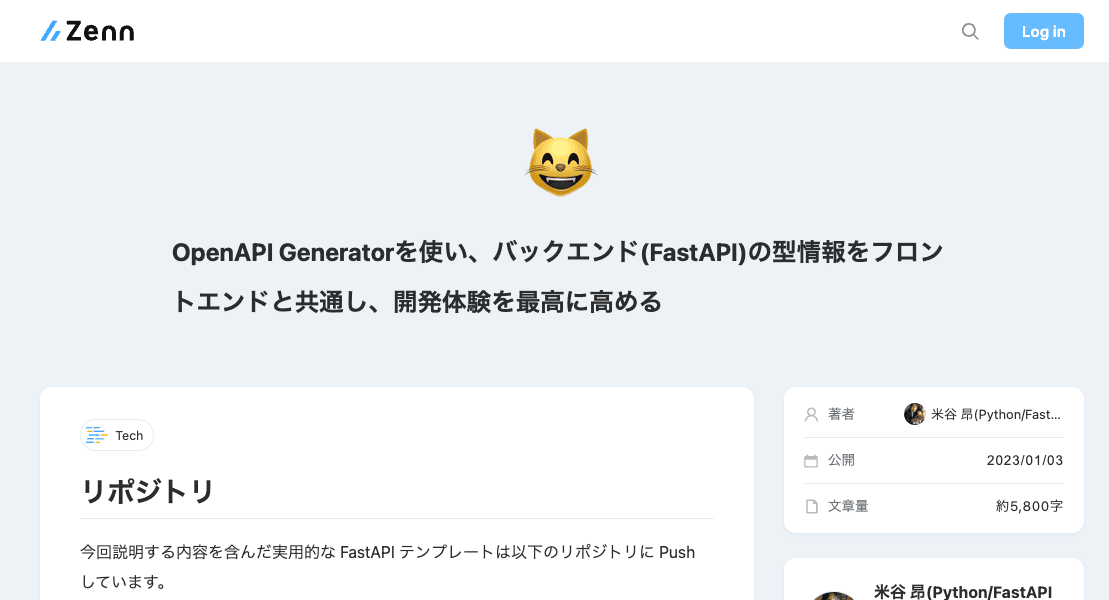 Zenn
Log in
OpenAPI Generatorを使い、バックエンド(FastAPI)の型情報をフロン
トエンドと共通し、開発体験を最高に高める
Tech
リポジトリ
今回説明する内容を含んだ実用的な FastAPI テンプレートは以下のリポジトリに Push
しています。
著者
米谷 昂(Python/Fast...
公開
2023/01/03
文章量
約5,800字
米谷 昂(Python/FastAPI